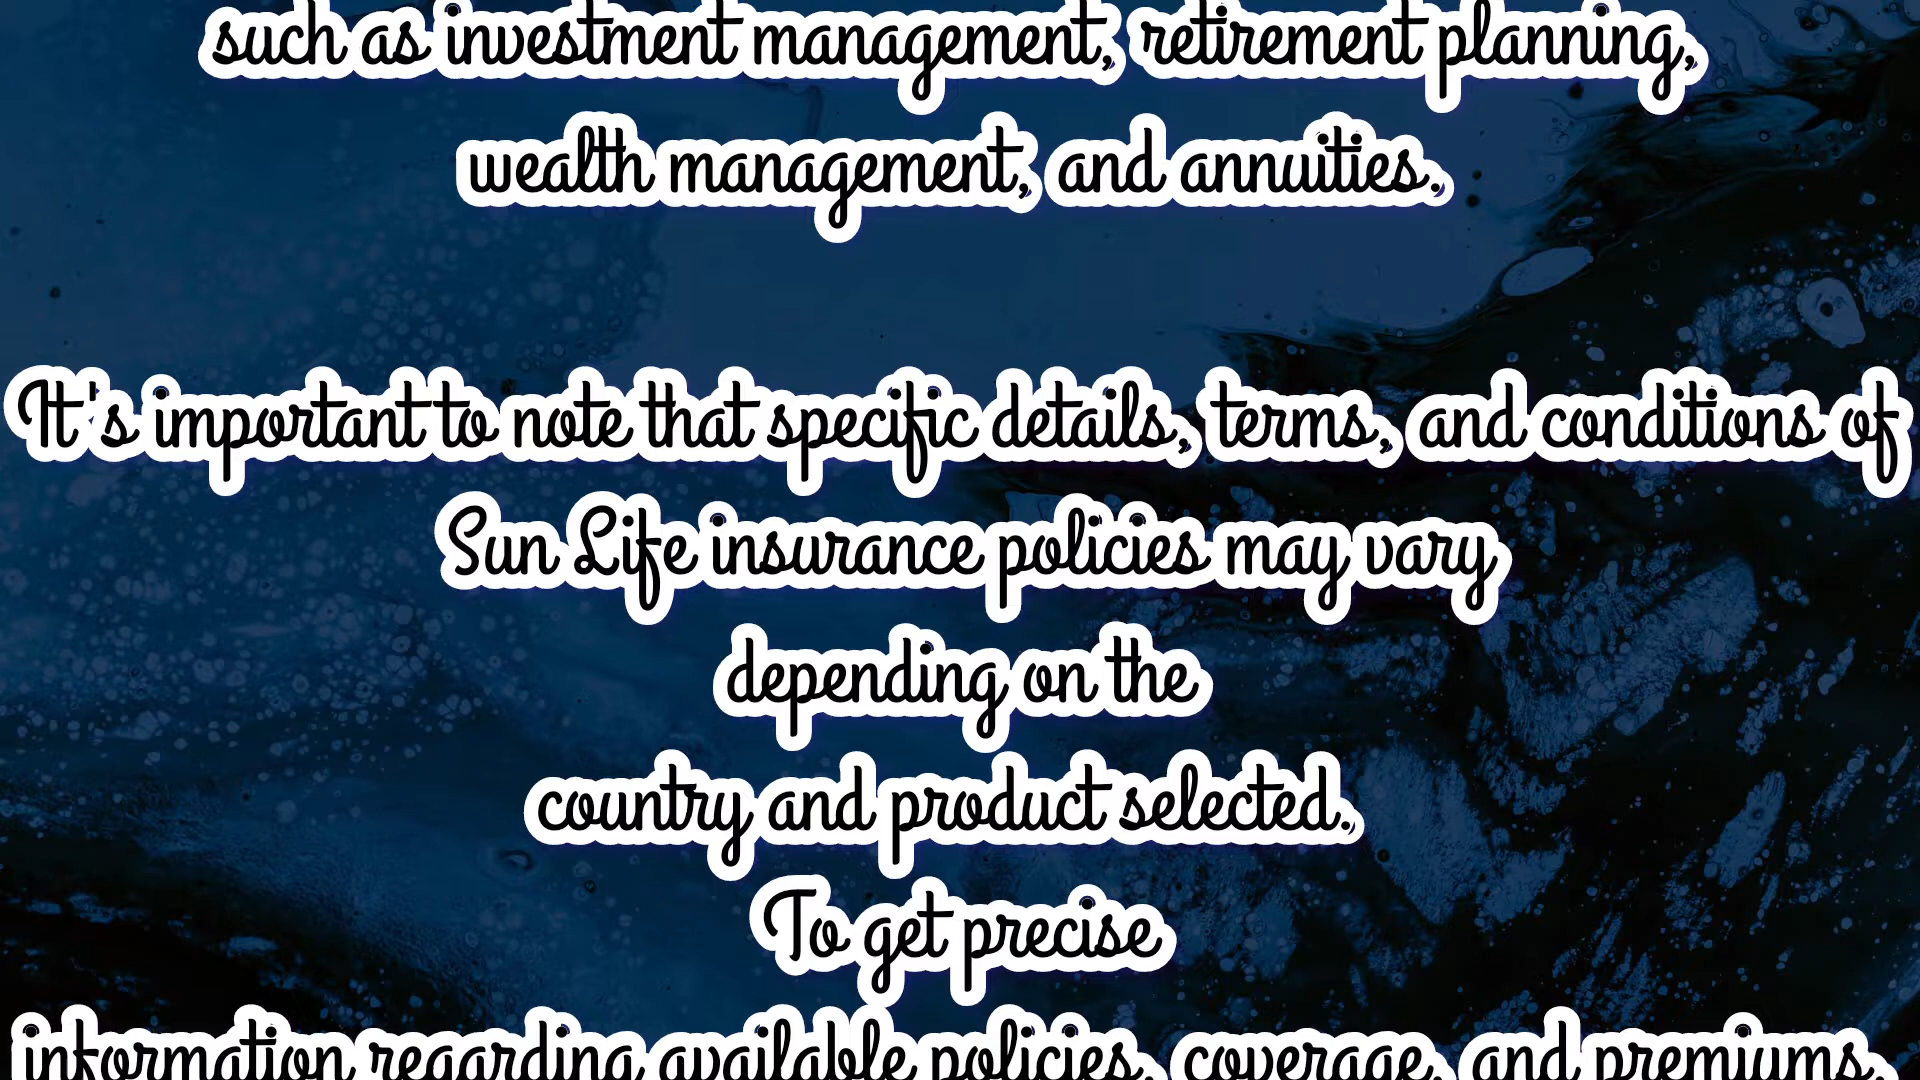 such as investment management, retirement planning,
wealth management, and annuities.
It's important to note that specific details, terms, and conditions of
Sun Life insurance policies may vary
depending on the
country and product selected.
To get precise
information regarding available policies, coverage, and premiums,